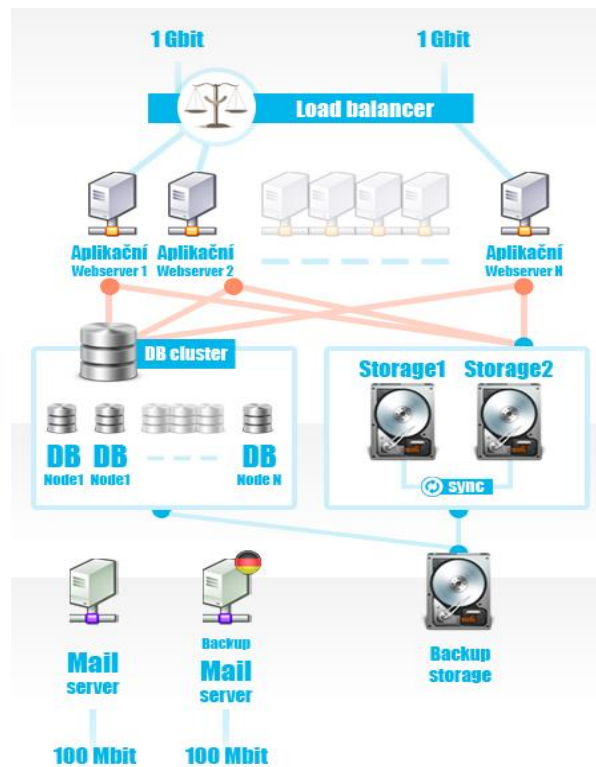 1 Gbit
1 Gbit
Load balancer
Aplikační
Webserver 1
Aplikační
Webserver 2
Aplikační
Webserver N
DB cluster
DB
Node1
DB
Node1
DB
Node N
Storage1
Storage2
sync
Mail
server
Backup
Mail
server
Backup
storage
100 Mbit
100 Mbit